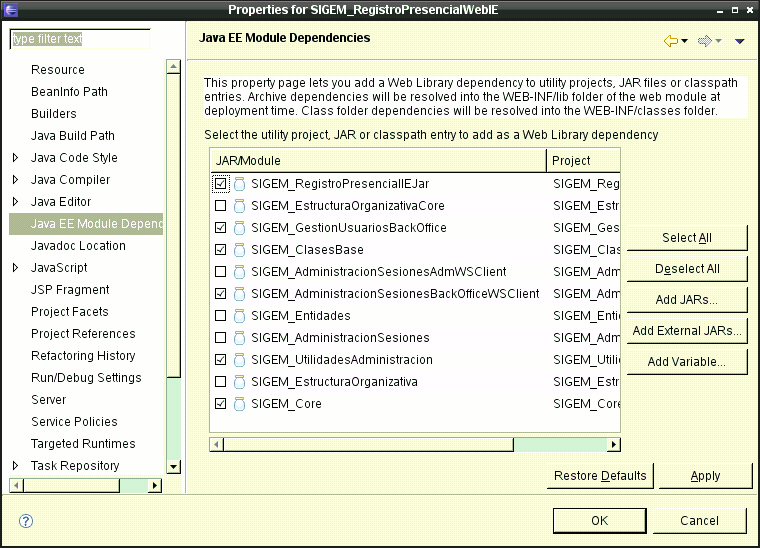 Properties for SIGEM_RegistroPresencialWebIE
type filter text
Resource
BeanInfo Path
Builders
Java Build Path
Java Code Style
Java Compiler
Java Editor
Java EE Module Depend
Javadoc Location
JavaScript
JSP Fragment
Project Facets
Project References
Refactoring History
Run/Debug Settings
Server
Service Policies
Targeted Runtimes
Task Repository
Java EE Module Dependencies
This property page lets you add a Web Library dependency to utility projects, JAR files or classpath
entries. Archive dependencies will be resolved into the WEB-INF/lib folder of the web module at
deployment time. Class folder dependencies will be resolved into the WEB-INF/classes folder.
Select the utility project, JAR or classpath entry to add as a Web Library dependency
JAR/Module Project
SIGEM_RegistroPresencialIEJar SIGEM_Reg
SIGEM_EstructuraOrganizativaCore SIGEM_Estr
SIGEM_GestionUsuariosBackOffice SIGEM_Ges
SIGEM_ClasesBase SIGEM_Clas
SIGEM_AdministracionSesionesAdmWSClient SIGEM_Adm
SIGEM_AdministracionSesionesBackOfficeWSClient SIGEM_Adm
SIGEM_Entidades SIGEM_Entid
SIGEM_AdministracionSesiones SIGEM_Adm
SIGEM_UtilidadesAdministracion SIGEM_Utili
SIGEM_EstructuraOrganizativa SIGEM_Estr
SIGEM_Core SIGEM_Core
Select All
Deselect All
Add JARs...
Add External JARs...
Add Variable...
Restore Defaults
Apply
OK
Cancel